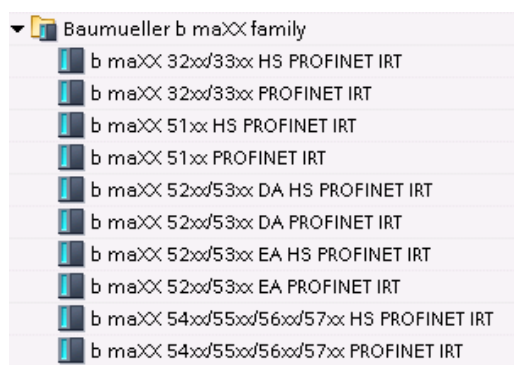 Baumueller b maXX family
b maXX 32xx/33xx HS PROFINET IRT
b maXX 32xx/33xx PROFINET IRT
b maXX 51xx HS PROFINET IRT
b maXX 51xx PROFINET IRT
b maXX 52xx/53xx DA HS PROFINET IRT
b maXX 52xx/53xx DA PROFINET IRT
b maXX 52xx/53xx EA HS PROFINET IRT
b maXX 52xx/53xx EA PROFINET IRT
b maXX 54xx/55xx/56xx/57xx HS PROFINET IRT
b maXX 54xx/55xx/56xx/57xx PROFINET IRT